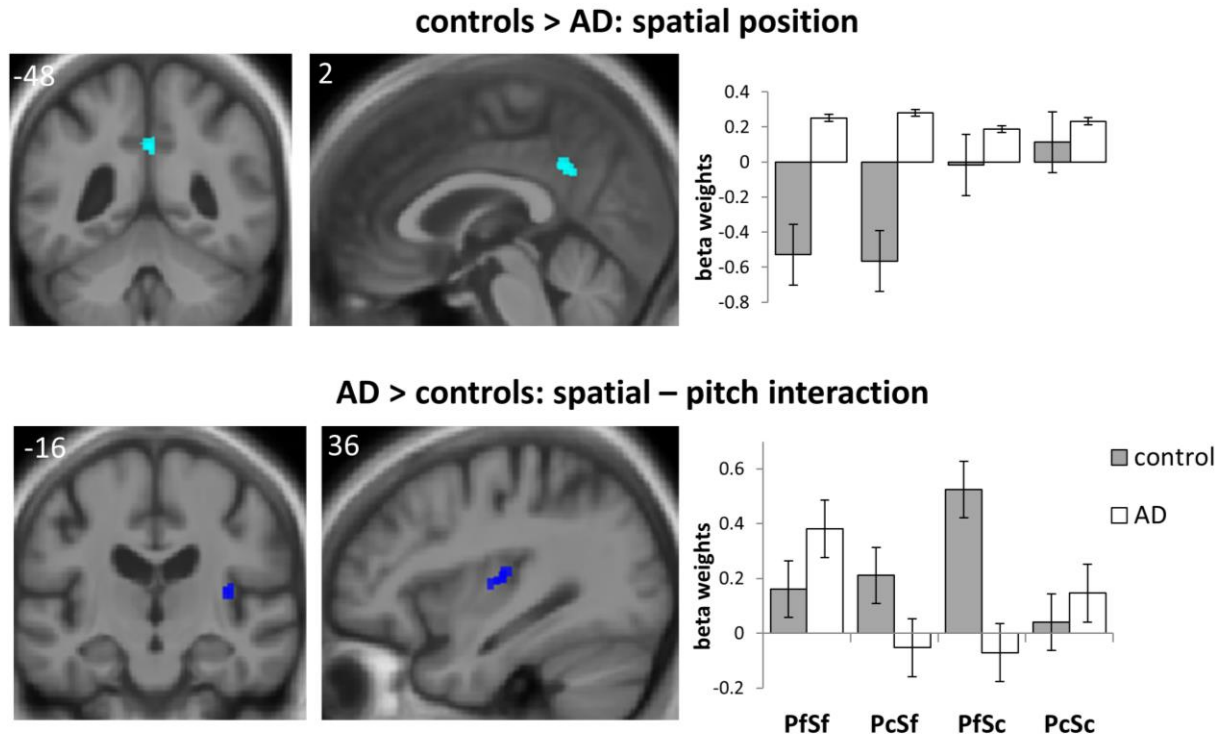 controls > AD: spatial position
-48
2
0.4
0.2
0
-0.2
-0.4
-0.6
-0.8
beta weights
AD > controls: spatial – pitch interaction
-16
36
0.6
0.4
0.2
0
-0.2
beta weights
control
AD
PfSf PcSf PfSc PcSc